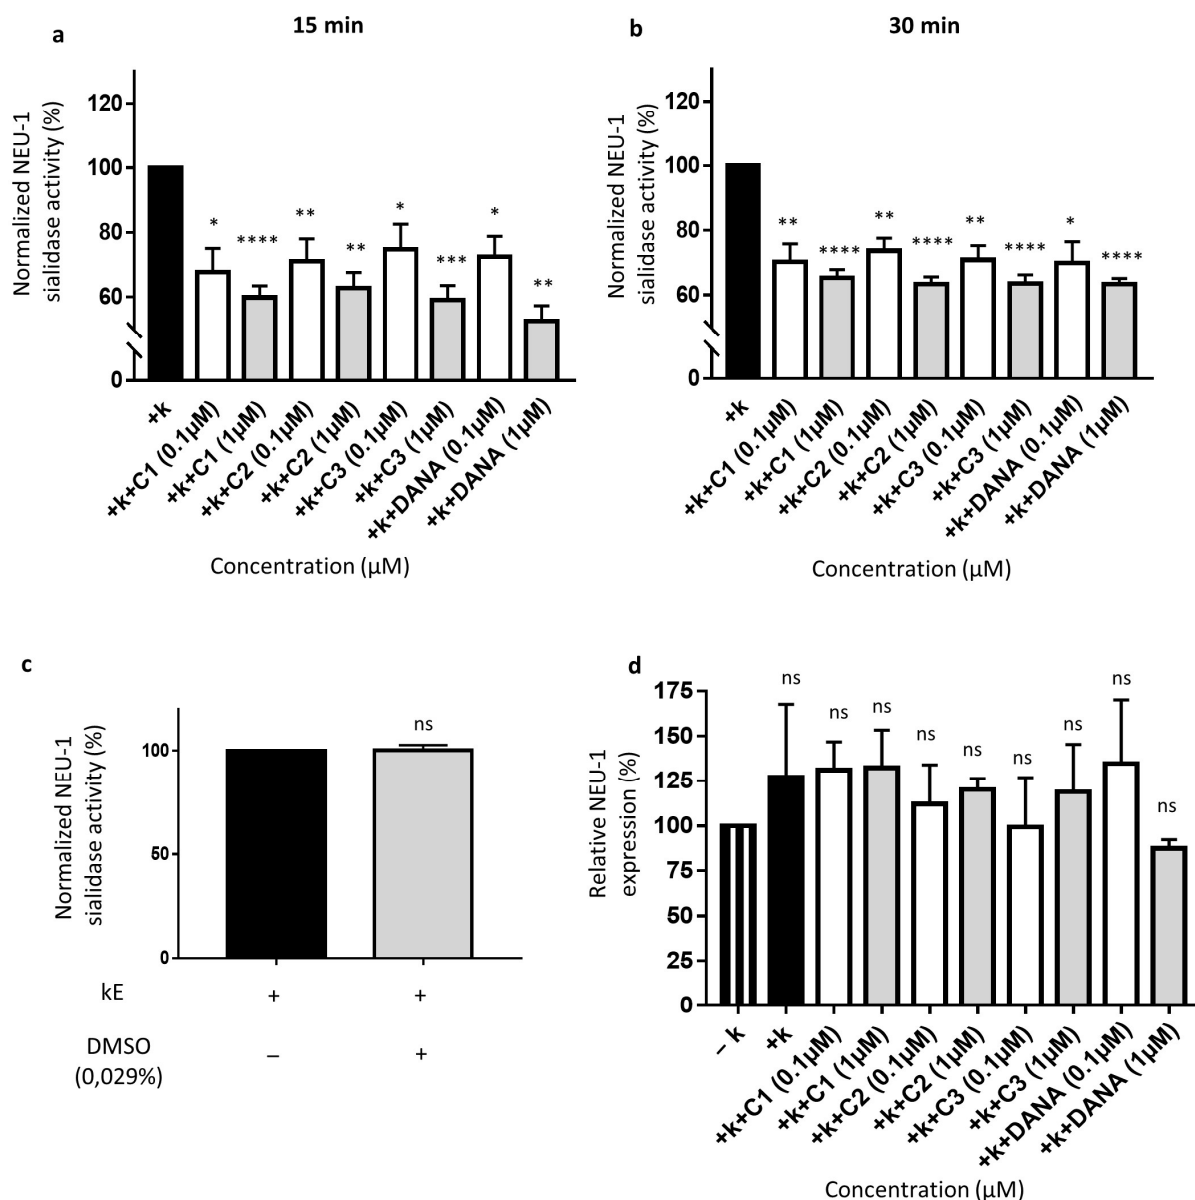 a
15 min
Normalized NEU-1
sialidase activity (%)
120
100
80
60
0
*
****
**
**
*
***
*
**
+k
+k+C1 (0.1µM)
+k+C1 (1µM)
+k+C2 (0.1µM)
+k+C2 (1µM)
+k+C3 (0.1µM)
+k+C3 (1µM)
+k+DANA (0.1µM)
+k+DANA (1µM)
Concentration (µM)
b
30 min
Normalized NEU-1
sialidase activity (%)
120
100
80
60
0
**
****
**
****
**
****
*
****
+k
+k+C1 (0.1µM)
+k+C1 (1µM)
+k+C2 (0.1µM)
+k+C2 (1µM)
+k+C3 (0.1µM)
+k+C3 (1µM)
+k+DANA (0.1µM)
+k+DANA (1µM)
Concentration (µM)
c
Normalized NEU-1
sialidase activity (%)
100
50
0
ns
kE + +
DMSO – +
(0,029%)
d
Relative NEU-1
expression (%)
175
150
125
100
75
50
25
0
ns
ns
ns
ns
ns
ns
ns
ns
ns
– k
+k
+k+C1 (0.1µM)
+k+C1 (1µM)
+k+C2 (0.1µM)
+k+C2 (1µM)
+k+C3 (0.1µM)
+k+C3 (1µM)
+k+DANA (0.1µM)
+k+DANA (1µM)
Concentration (µM)